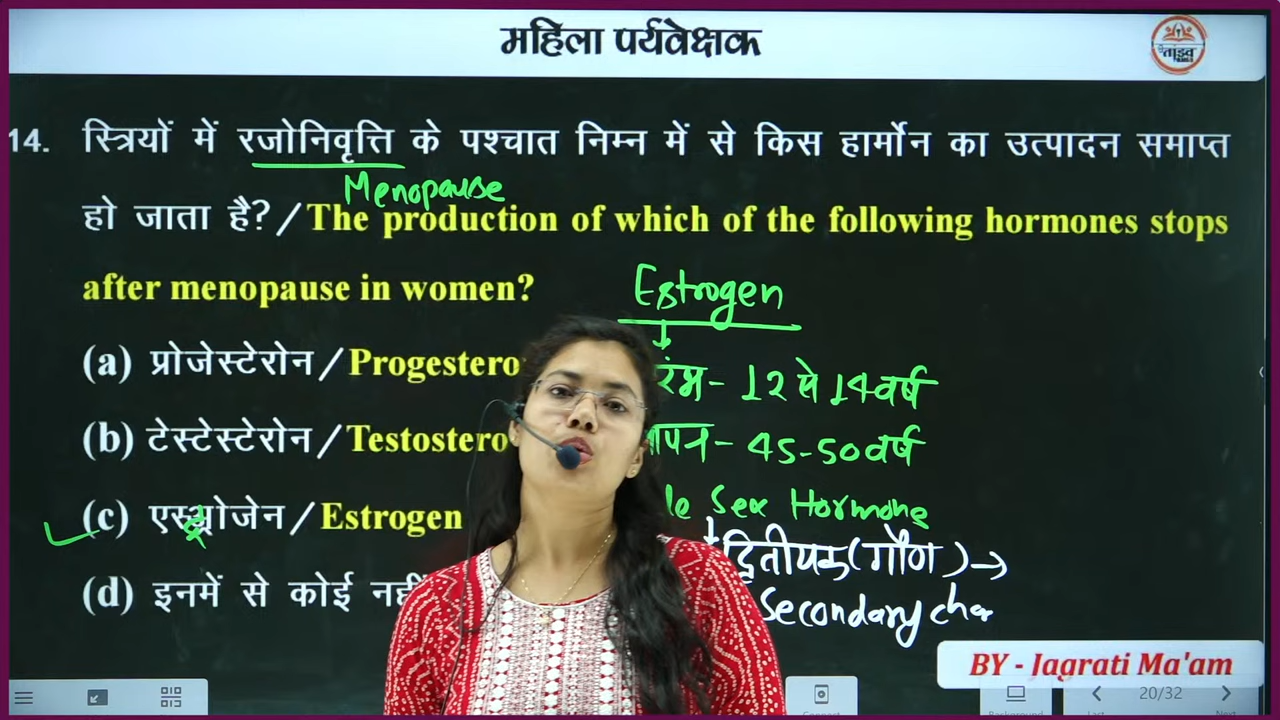 महिला पर्यवेक्षक
ताइव
14. स्त्रियों में रजोनिवृत्ति के पश्चात निम्न में से किस हार्मोन का उत्पादन समाप्त
Menopause
हो जाता है?/The production of which of the following hormones stops
after menopause in women?
Estrogen
(a) प्रोजेस्टेरोन/Progestero
रंभ- 12 से 14 वर्ष
(b) टेस्टेस्टेरोन/Testostero
पन- 45-50 वर्ष
(c) एस्ट्रोजेन/Estrogen
le Sex Hormone
द्वितीयक (गौण) →
(d) इनमें से कोई नहीं
Secondary cha
BY - Jagrati Ma'am
20/32